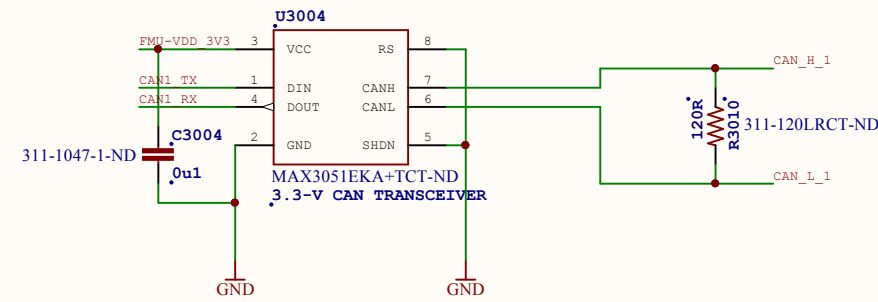 U3004
FMU-VDD_3V3
3
VCC
RS
8
CAN1_TX
1
DIN
CANH
7
CAN1_RX
4
DOUT
CANL
6
2
GND
SHDN
5
MAX3051EKA+TCT-ND
3.3-V CAN TRANSCEIVER
311-1047-1-ND
C3004
0u1
GND
GND
CAN_H_1
120R
R3010
311-120LRCT-ND
CAN_L_1